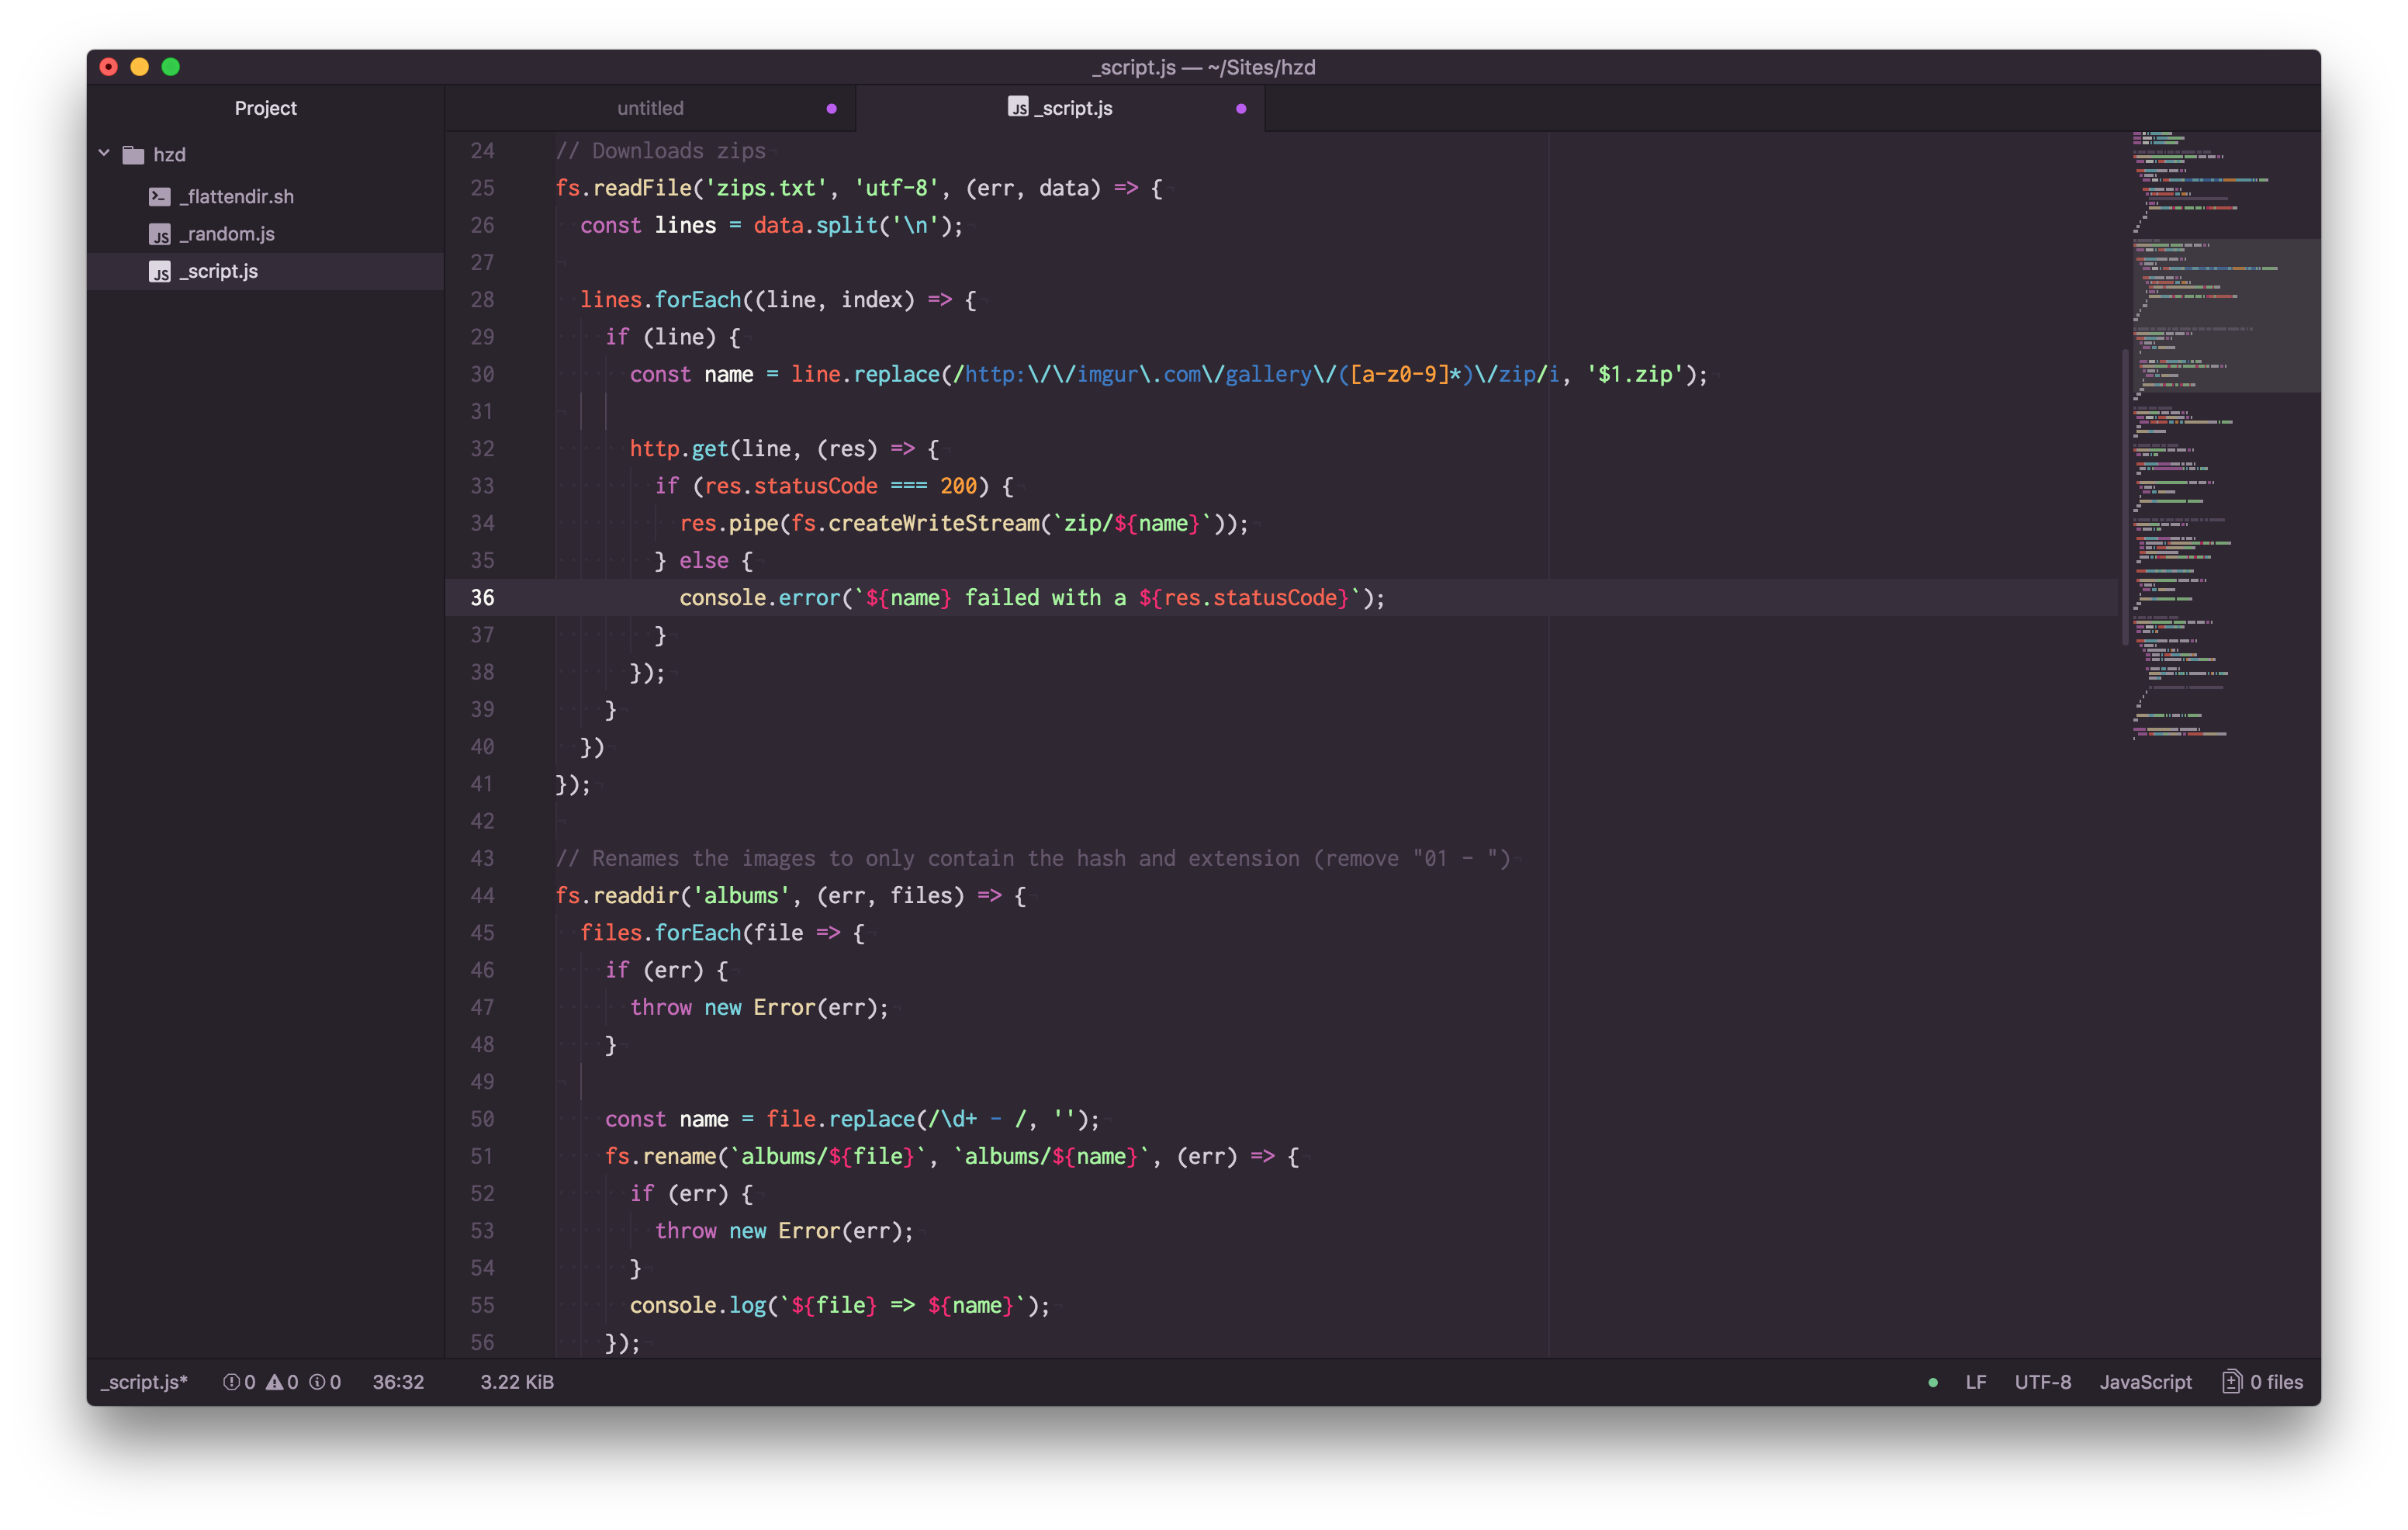 _script.js — ~/Sites/hzd
Project
untitled
_script.js
hzd
_flattendir.sh
_random.js
_script.js
24 // Downloads zips
25 fs.readFile('zips.txt', 'utf-8', (err, data) => {
26   const lines = data.split('\n');
27
28   lines.forEach((line, index) => {
29     if (line) {
30       const name = line.replace(/http:\/\/imgur\.com\/gallery\/([a-z0-9]*)\/zip/i, '$1.zip');
31
32       http.get(line, (res) => {
33         if (res.statusCode === 200) {
34           res.pipe(fs.createWriteStream(`zip/${name}`));
35         } else {
36           console.error(`${name} failed with a ${res.statusCode}`);
37         }
38       });
39     }
40   })
41 });
42
43 // Renames the images to only contain the hash and extension (remove "01 - ")
44 fs.readdir('albums', (err, files) => {
45   files.forEach(file => {
46     if (err) {
47       throw new Error(err);
48     }
49
50     const name = file.replace(/\d+ - /, '');
51     fs.rename(`albums/${file}`, `albums/${name}`, (err) => {
52       if (err) {
53         throw new Error(err);
54       }
55       console.log(`${file} => ${name}`);
56     });
_script.js* 0 0 0 36:32 3.22 KiB LF UTF-8 JavaScript 0 files